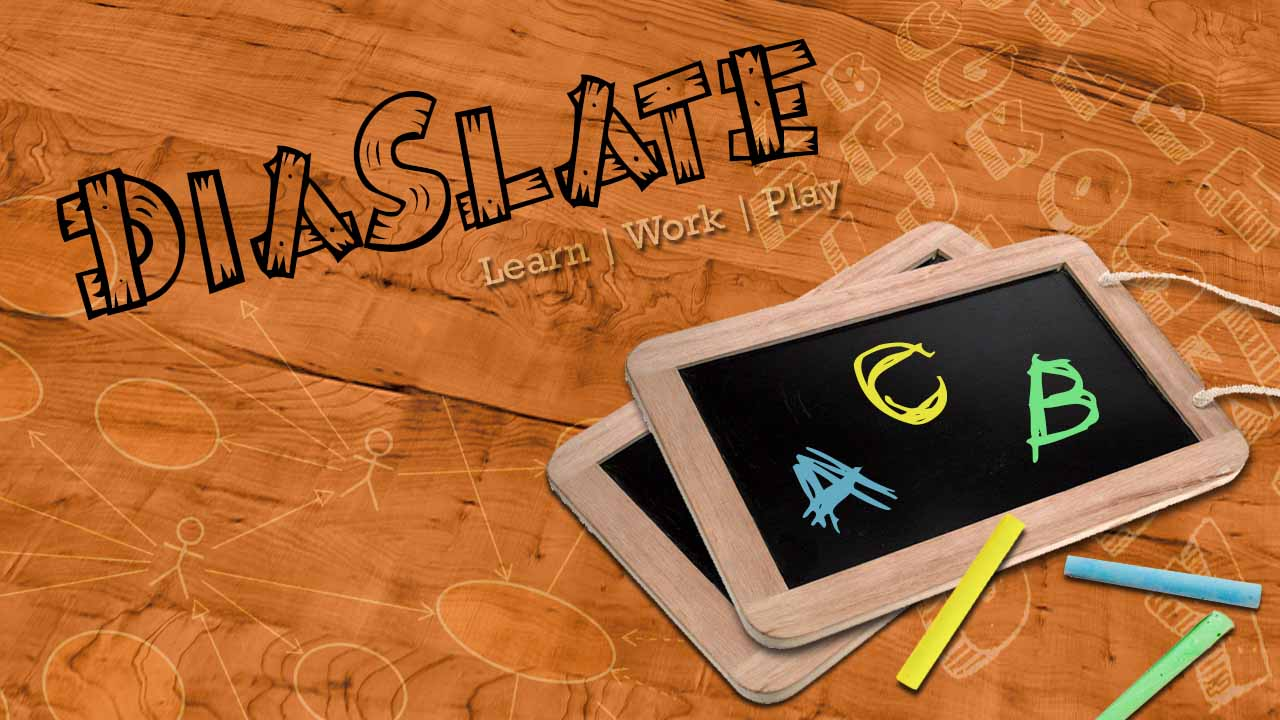 DIASLATE
Learn | Work | Play
A C B